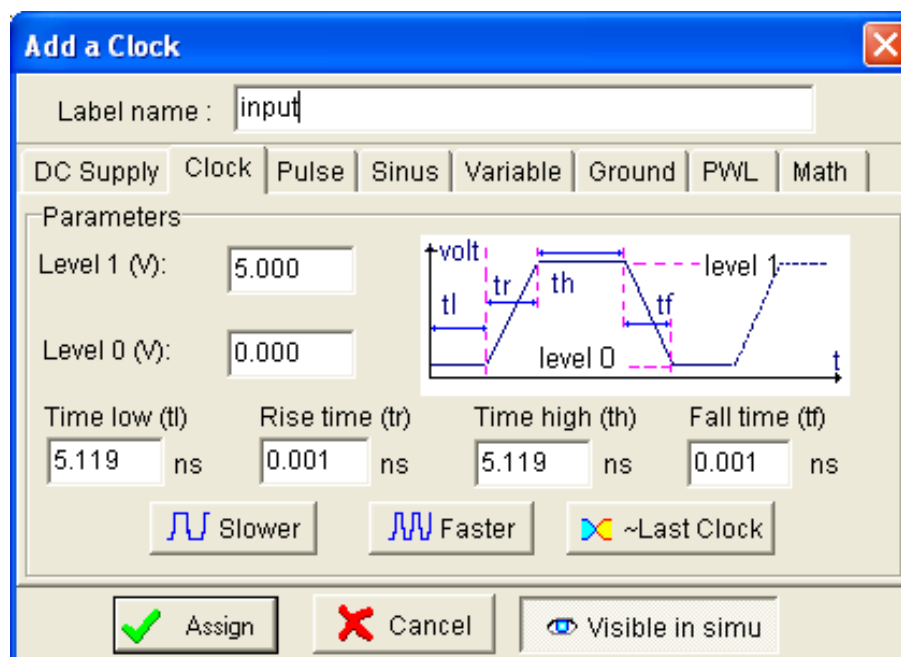 Add a Clock
Label name : input
DC Supply Clock Pulse Sinus Variable Ground PWL Math
Parameters
Level 1 (V): 5.000
Level 0 (V): 0.000
volt
level 1
tr th
tl tf
level 0
t
Time low (tl) Rise time (tr) Time high (th) Fall time (tf)
5.119 ns 0.001 ns 5.119 ns 0.001 ns
Slower Faster ~Last Clock
Assign Cancel Visible in simu